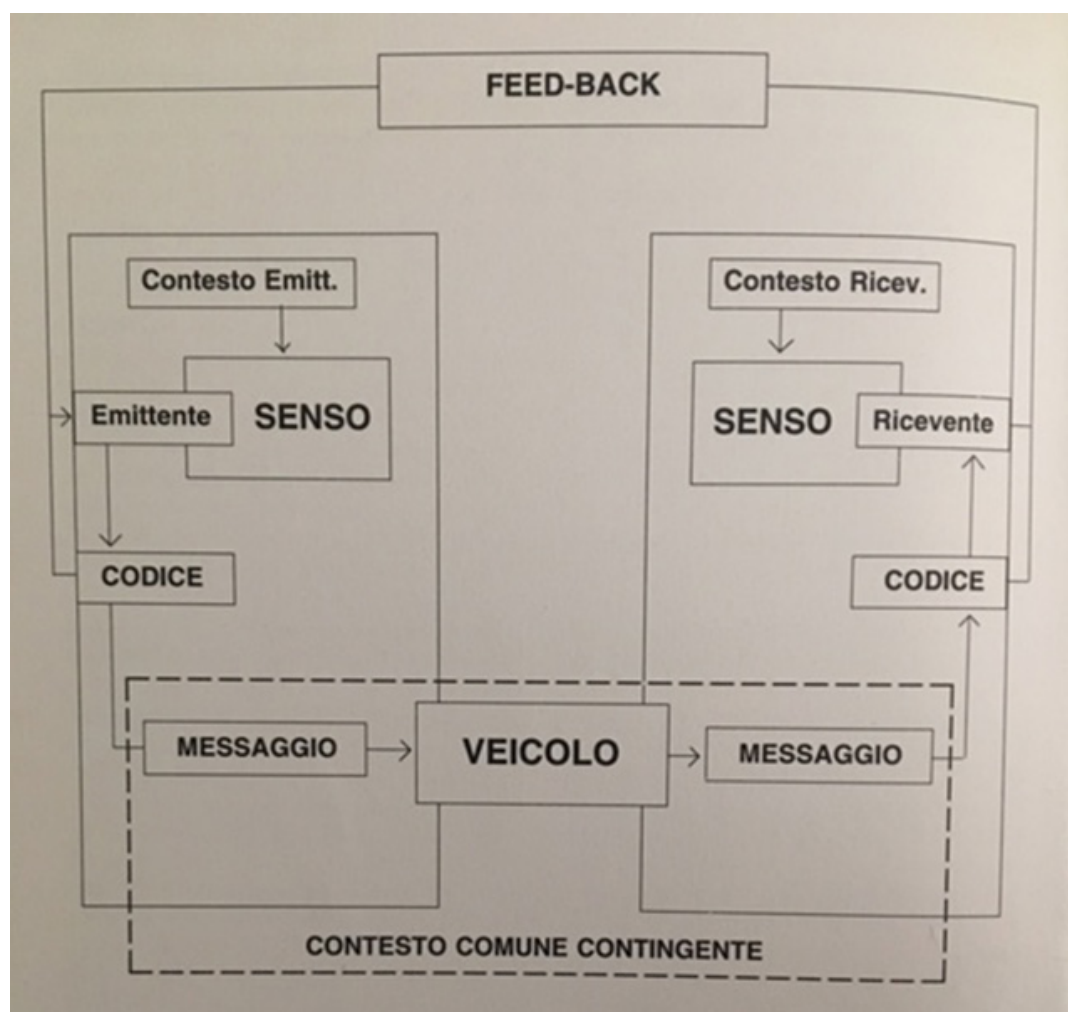 FEED-BACK
Contesto Emitt.
Contesto Ricev.
Emittente
SENSO
SENSO
Ricevente
CODICE
CODICE
MESSAGGIO
VEICOLO
MESSAGGIO
CONTESTO COMUNE CONTINGENTE